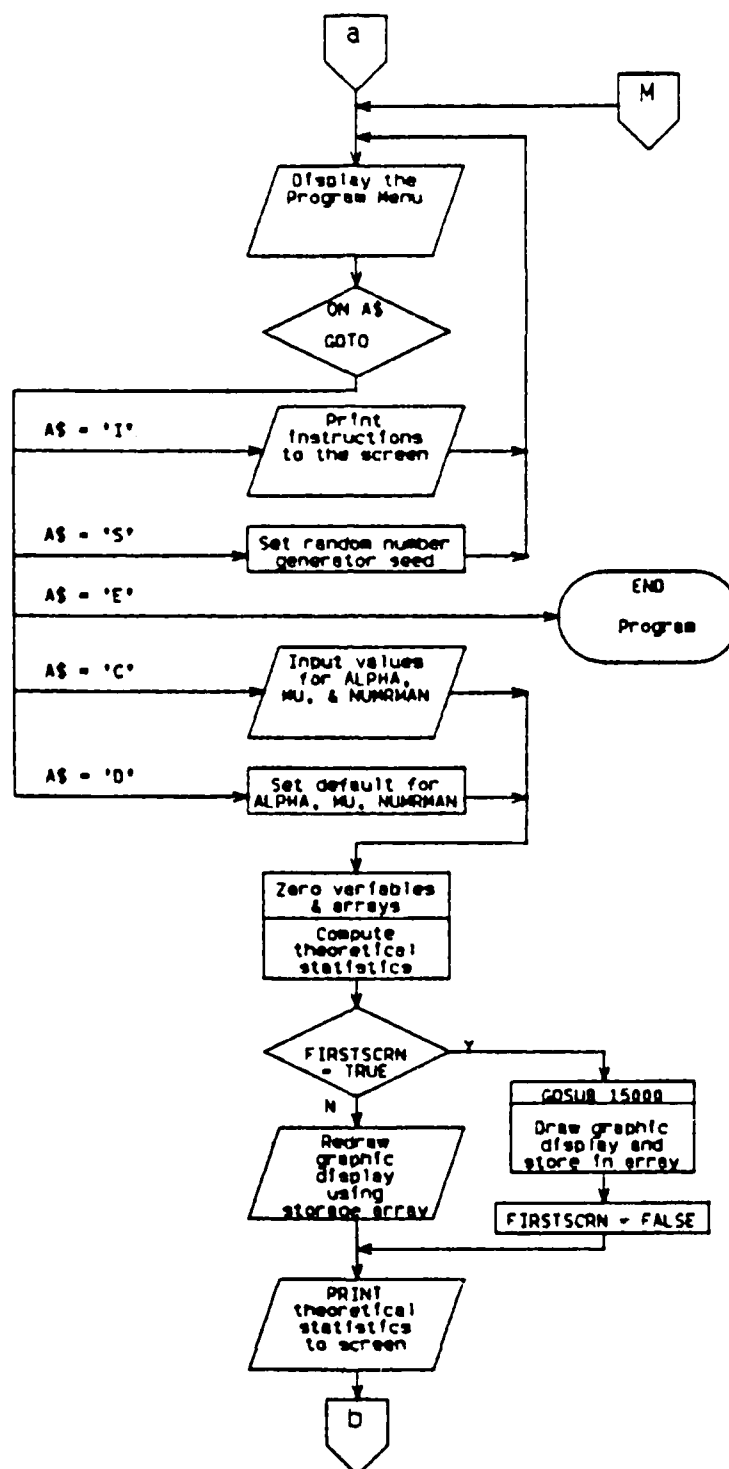 a
M
Display the
Program Menu
ON A$
GOTO
A$ = 'I'
Print
instructions
to the screen
A$ = 'S'
Set random number
generator seed
A$ = 'E'
END
Program
A$ = 'C'
Input values
for ALPHA,
MU, & NUMRMAN
A$ = 'D'
Set default for
ALPHA, MU, NUMRMAN
Zero variables
& arrays
Compute
theoretical
statistics
FIRSTSCRN
= TRUE
Y
N
GOSUB 15000
Draw graphic
display and
store in array
Redraw
graphic
display
using
storage array
FIRSTSCRN = FALSE
PRINT
theoretical
statistics
to screen
b